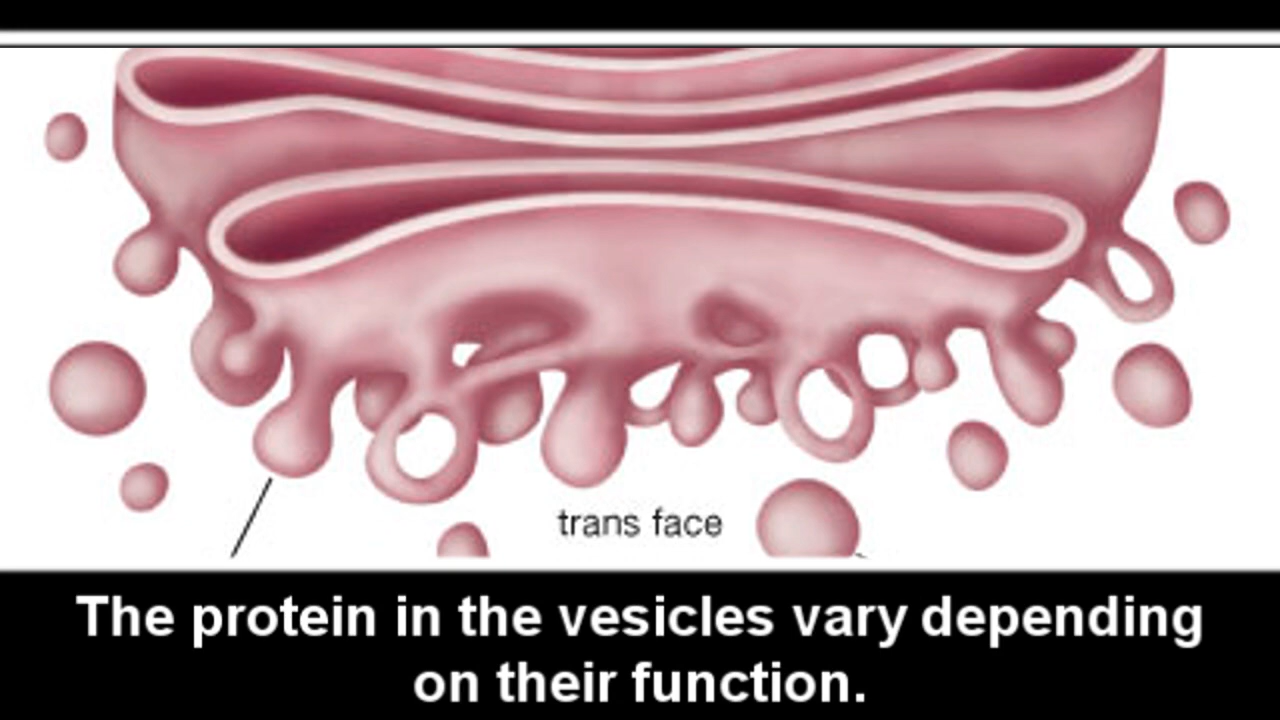 trans face
The protein in the vesicles vary depending
on their function.